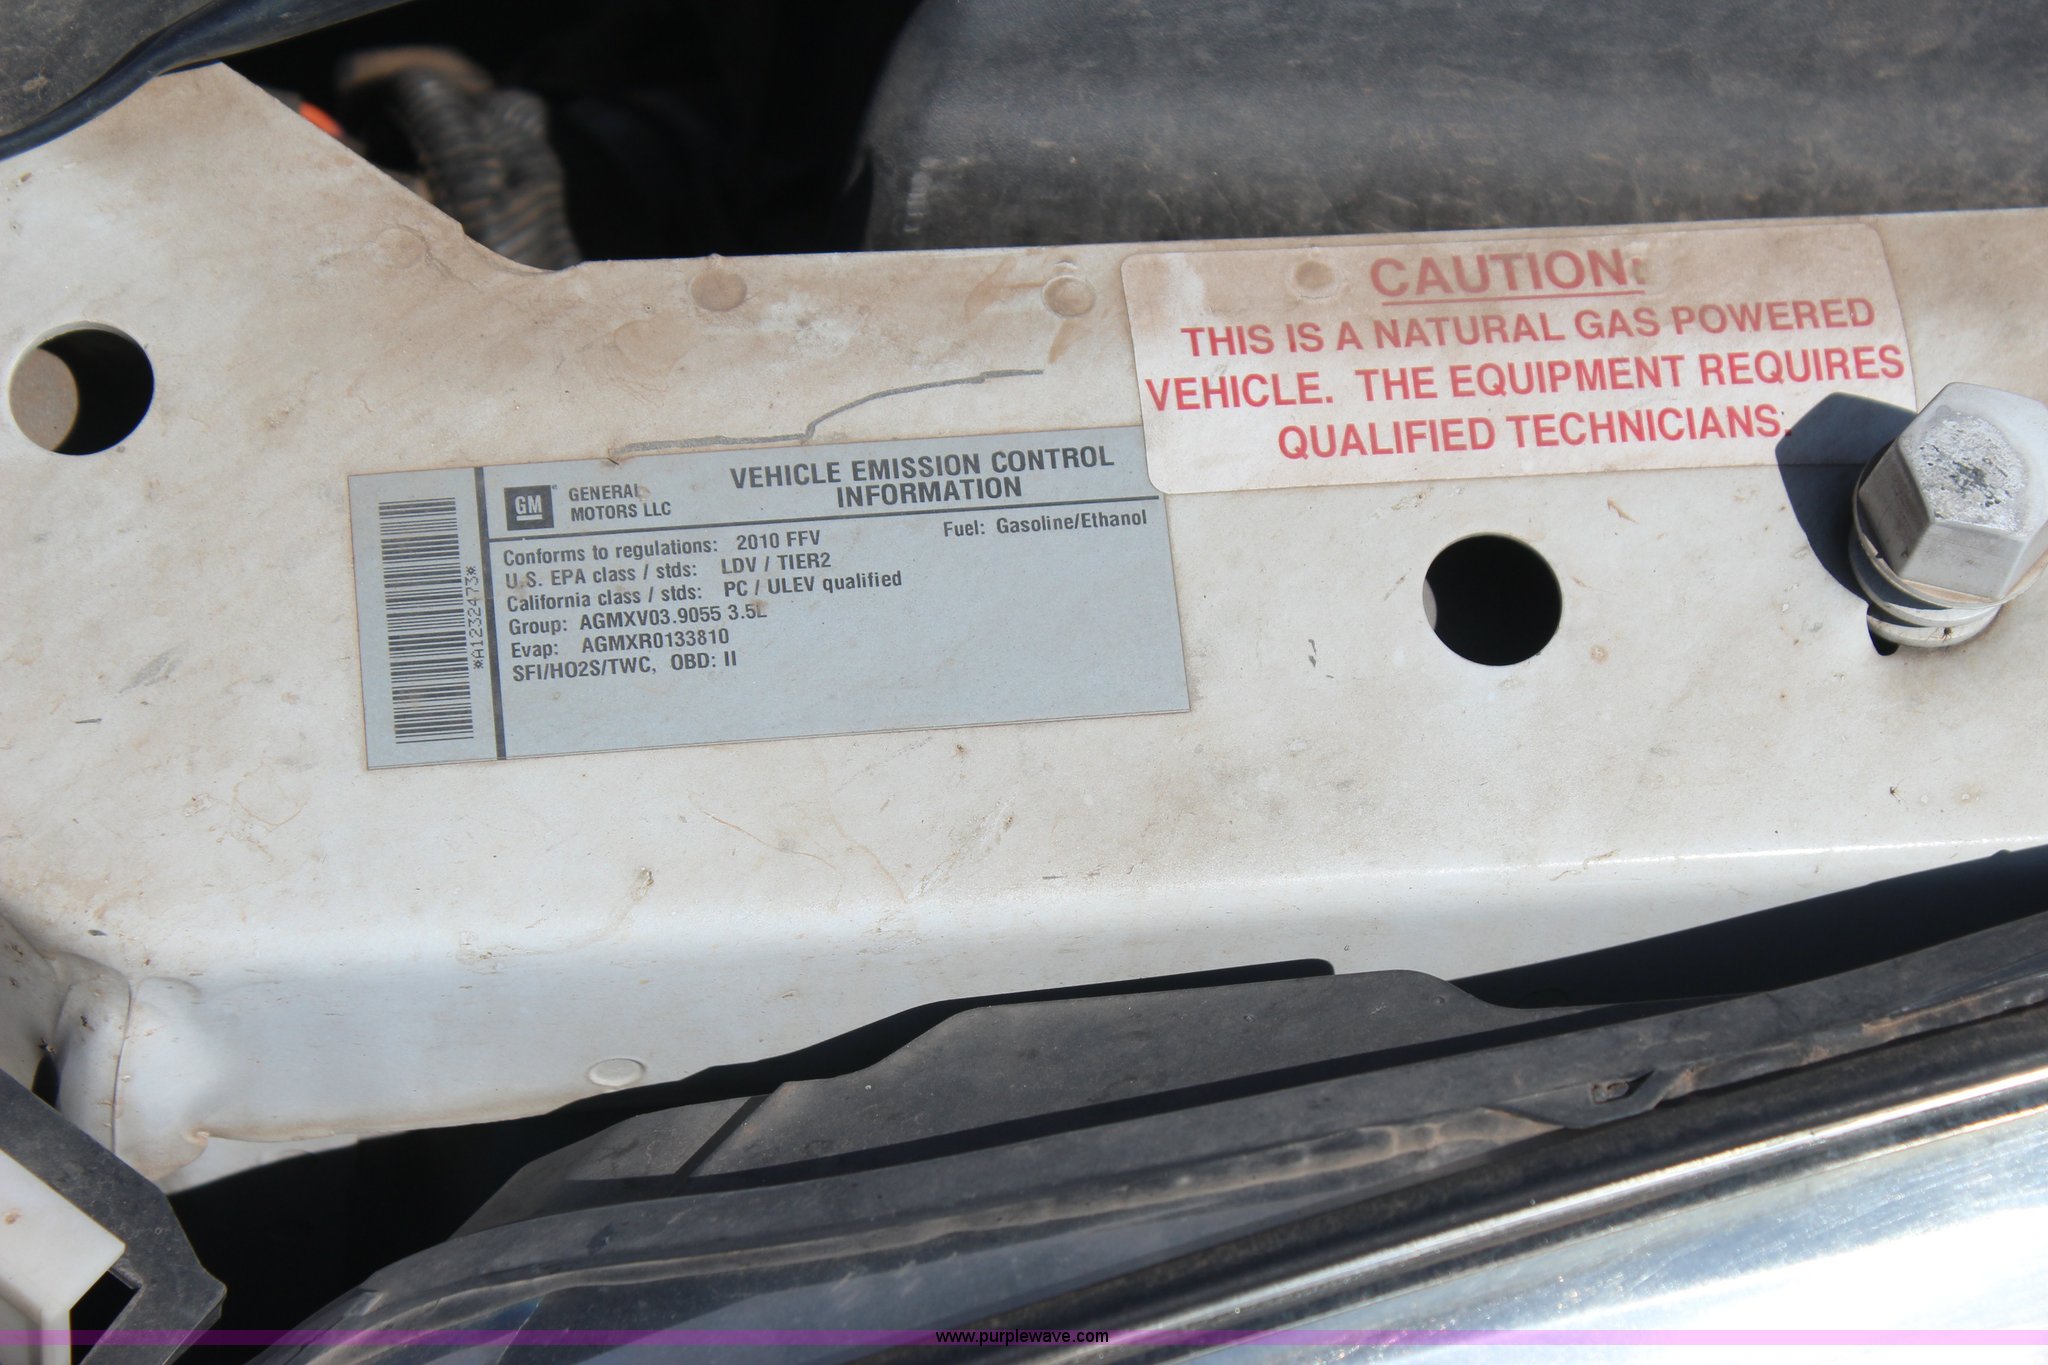 CAUTION:
THIS IS A NATURAL GAS POWERED
VEHICLE. THE EQUIPMENT REQUIRES
QUALIFIED TECHNICIANS.
*A1232473*
GM
GENERAL
MOTORS LLC
VEHICLE EMISSION CONTROL
INFORMATION
Conforms to regulations: 2010 FFV
Fuel: Gasoline/Ethanol
U.S. EPA class / stds: LDV / TIER2
California class / stds: PC / ULEV qualified
Group: AGMXV03.9055 3.5L
Evap: AGMXR0133810
SFI/HO2S/TWC, OBD: II
www.purplewave.com